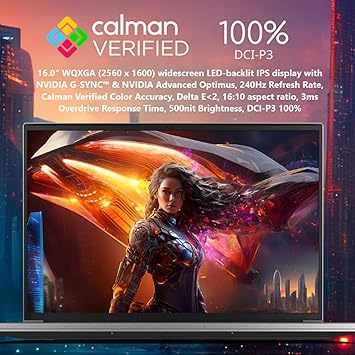 calman
VERIFIED
100%
DCI-P3
16.0" WQXGA (2560 x 1600) widescreen LED-backlit IPS display with
NVIDIA G-SYNC™ & NVIDIA Advanced Optimus, 240Hz Refresh Rate,
Calman Verified Color Accuracy, Delta E<2, 16:10 aspect ratio, 3ms
Overdrive Response Time, 500nit Brightness, DCI-P3 100%